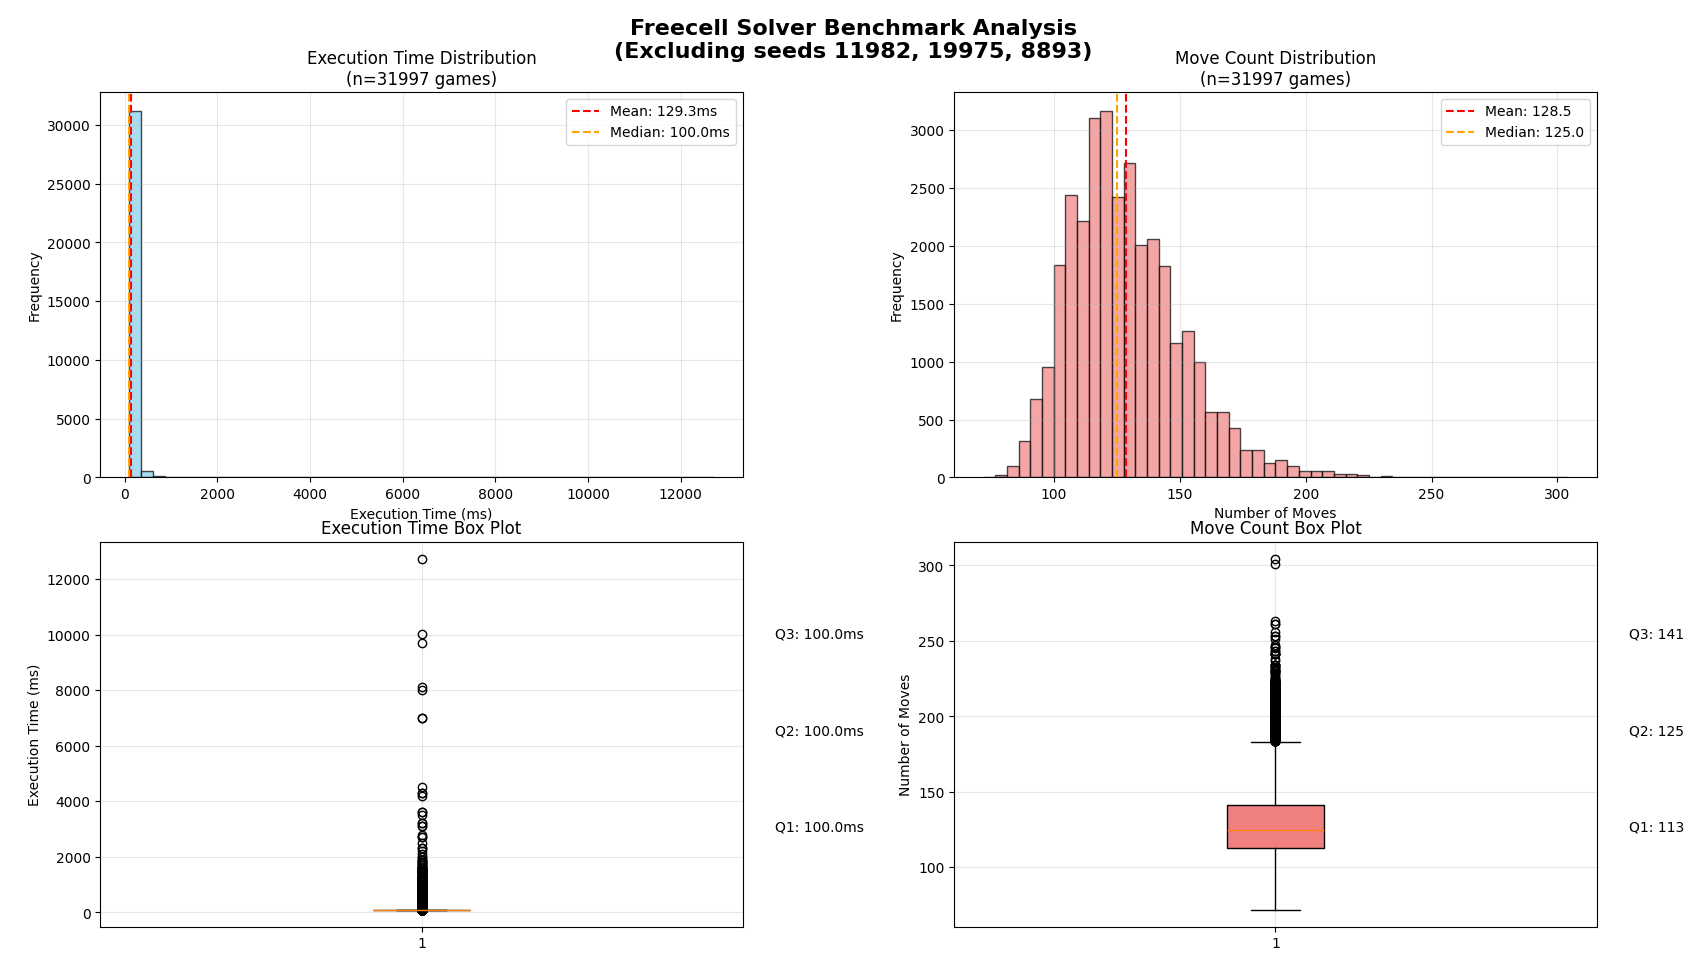 Freecell Solver Benchmark Analysis
(Excluding seeds 11982, 19975, 8893)
Execution Time Distribution
(n=31997 games)
Mean: 129.3ms
Median: 100.0ms
30000
25000
20000
15000
10000
5000
0
Frequency
0 2000 4000 6000 8000 10000 12000
Execution Time (ms)
Move Count Distribution
(n=31997 games)
Mean: 128.5
Median: 125.0
3000
2500
2000
1500
1000
500
0
Frequency
100 150 200 250 300
Number of Moves
Execution Time Box Plot
12000
10000
8000
6000
4000
2000
0
Execution Time (ms)
1
Q3: 100.0ms
Q2: 100.0ms
Q1: 100.0ms
Move Count Box Plot
300
250
200
150
100
Number of Moves
1
Q3: 141
Q2: 125
Q1: 113